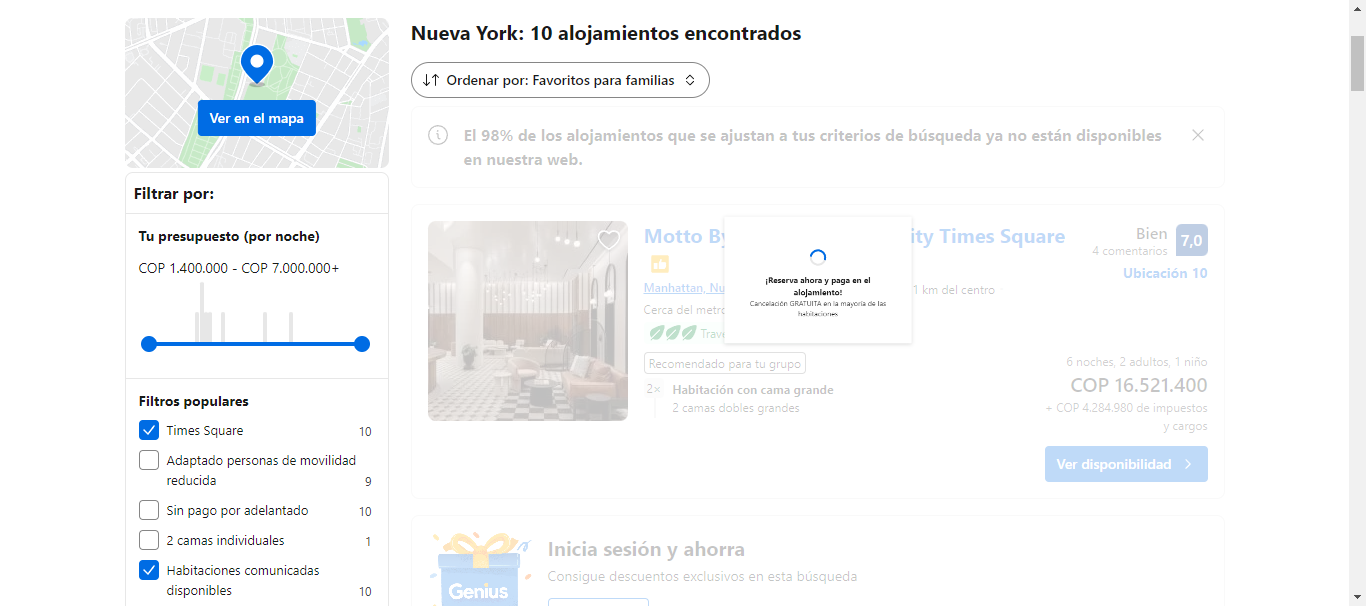 Ver en el mapa
Filtrar por:
Tu presupuesto (por noche)
COP 1.400.000 - COP 7.000.000+
Filtros populares
Times Square 10
Adaptado personas de movilidad
reducida 9
Sin pago por adelantado 10
2 camas individuales 1
Habitaciones comunicadas
disponibles 10
Nueva York: 10 alojamientos encontrados
Ordenar por: Favoritos para familias
El 98% de los alojamientos que se ajustan a tus criterios de búsqueda ya no están disponibles
en nuestra web.
Motto ity Times Square
Manhattan, 1 km del centro
Cerca del metro
Recomendado para tu grupo
2× Habitación con cama grande
2 camas dobles grandes
¡Reserva ahora y paga en el
alojamiento!
Cancelación GRATUITA en la mayoría de las
habitaciones
Bien 7,0
4 comentarios
Ubicación 10
6 noches, 2 adultos, 1 niño
COP 16.521.400
+ COP 4.284.980 de impuestos
y cargos
Ver disponibilidad
Genius
Inicia sesión y ahorra
Consigue descuentos exclusivos en esta búsqueda